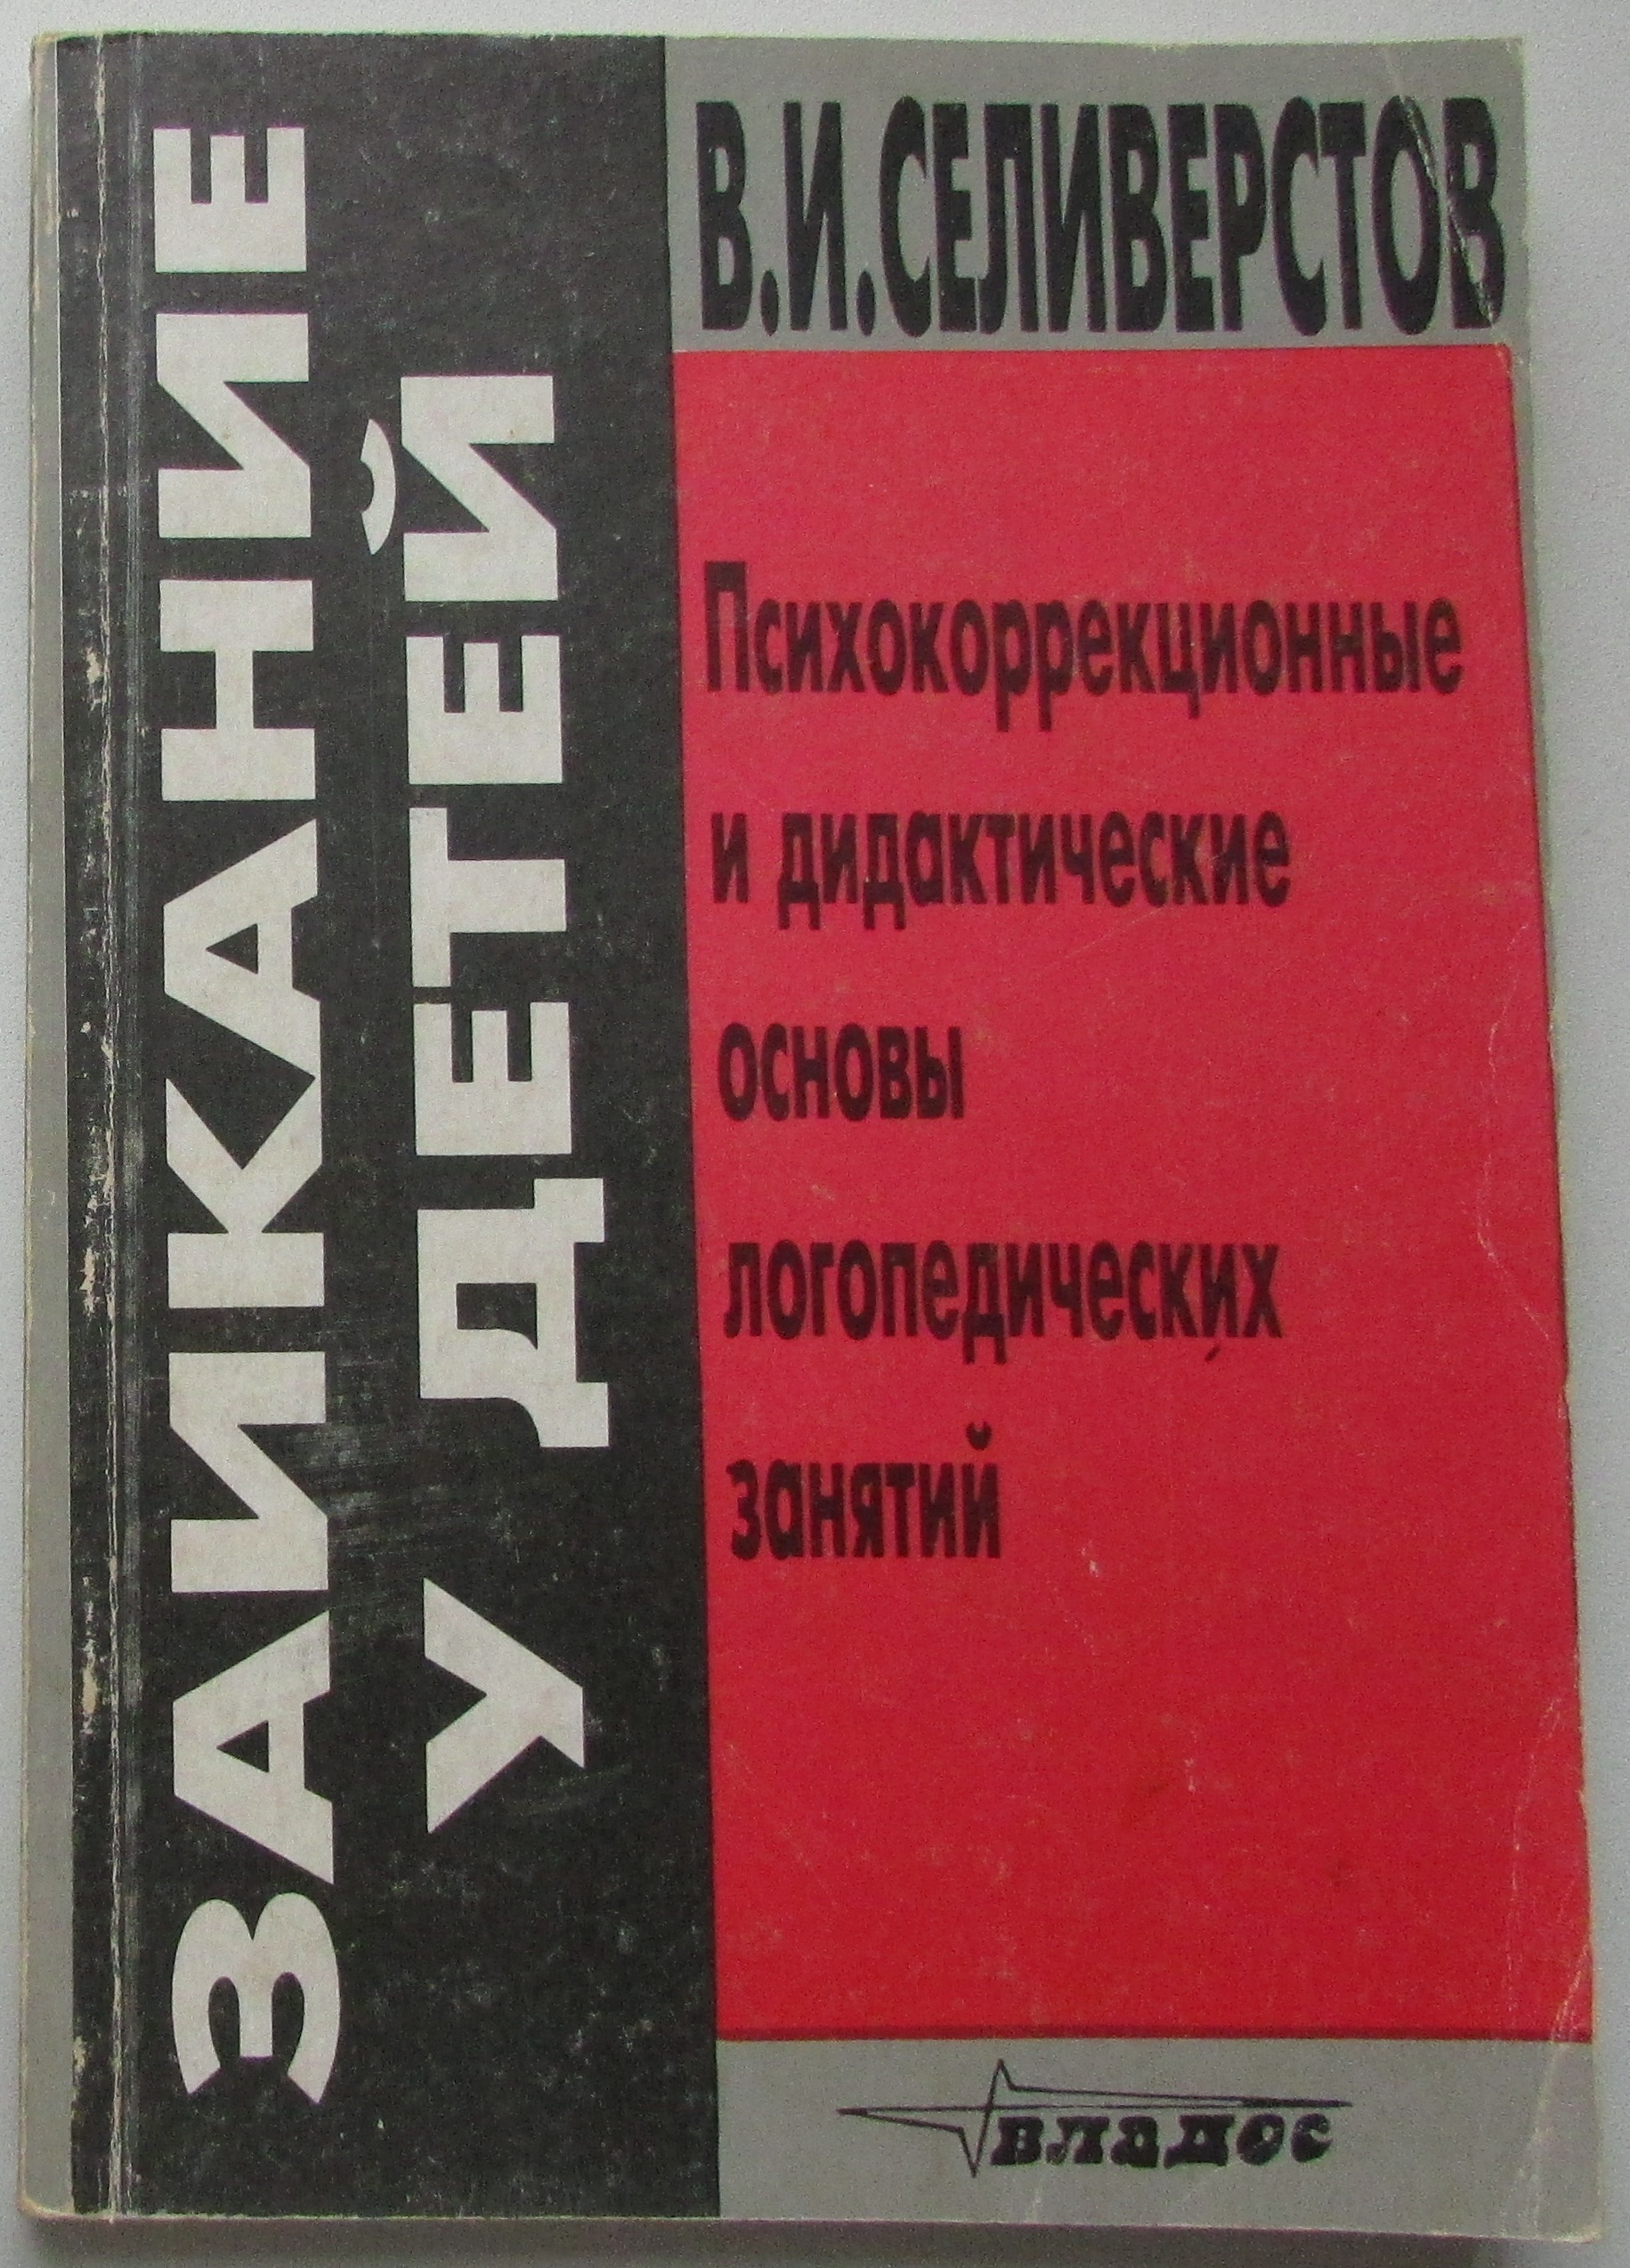 В.И.СЕЛИВЕРСТОВ
ЗАИКАНИЕ
У ДЕТЕЙ
Психокоррекционные
и дидактические
основы
логопедических
занятий
владос